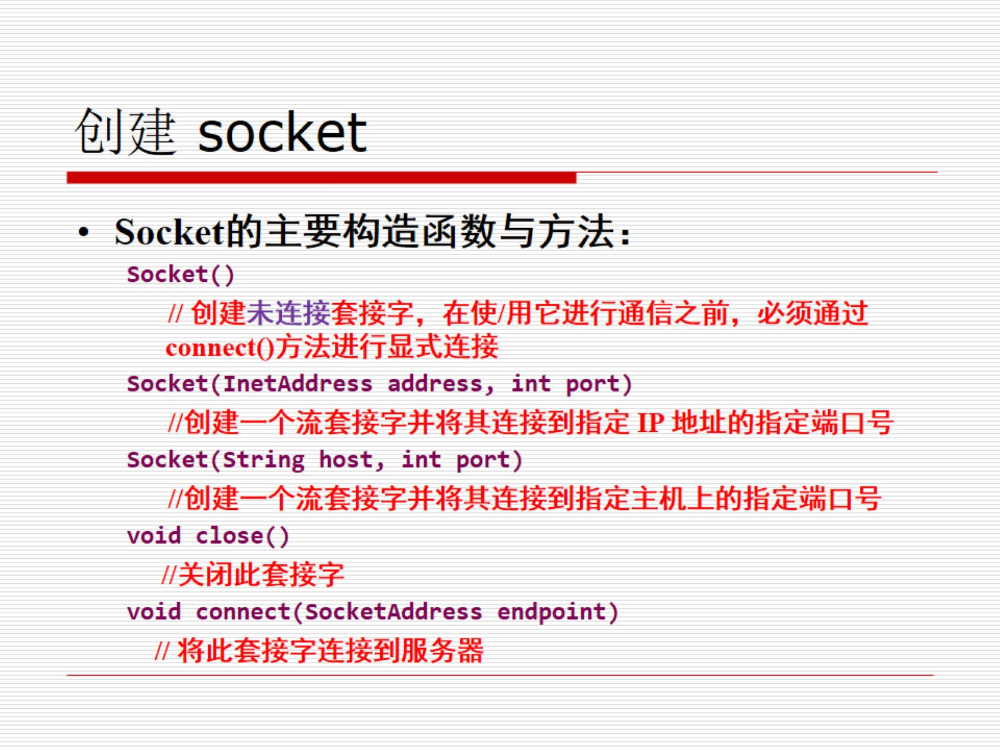 创建 socket
• Socket的主要构造函数与方法：
Socket()
// 创建未连接套接字，在使/用它进行通信之前，必须通过
connect()方法进行显式连接
Socket(InetAddress address, int port)
//创建一个流套接字并将其连接到指定 IP 地址的指定端口号
Socket(String host, int port)
//创建一个流套接字并将其连接到指定主机上的指定端口号
void close()
//关闭此套接字
void connect(SocketAddress endpoint)
// 将此套接字连接到服务器